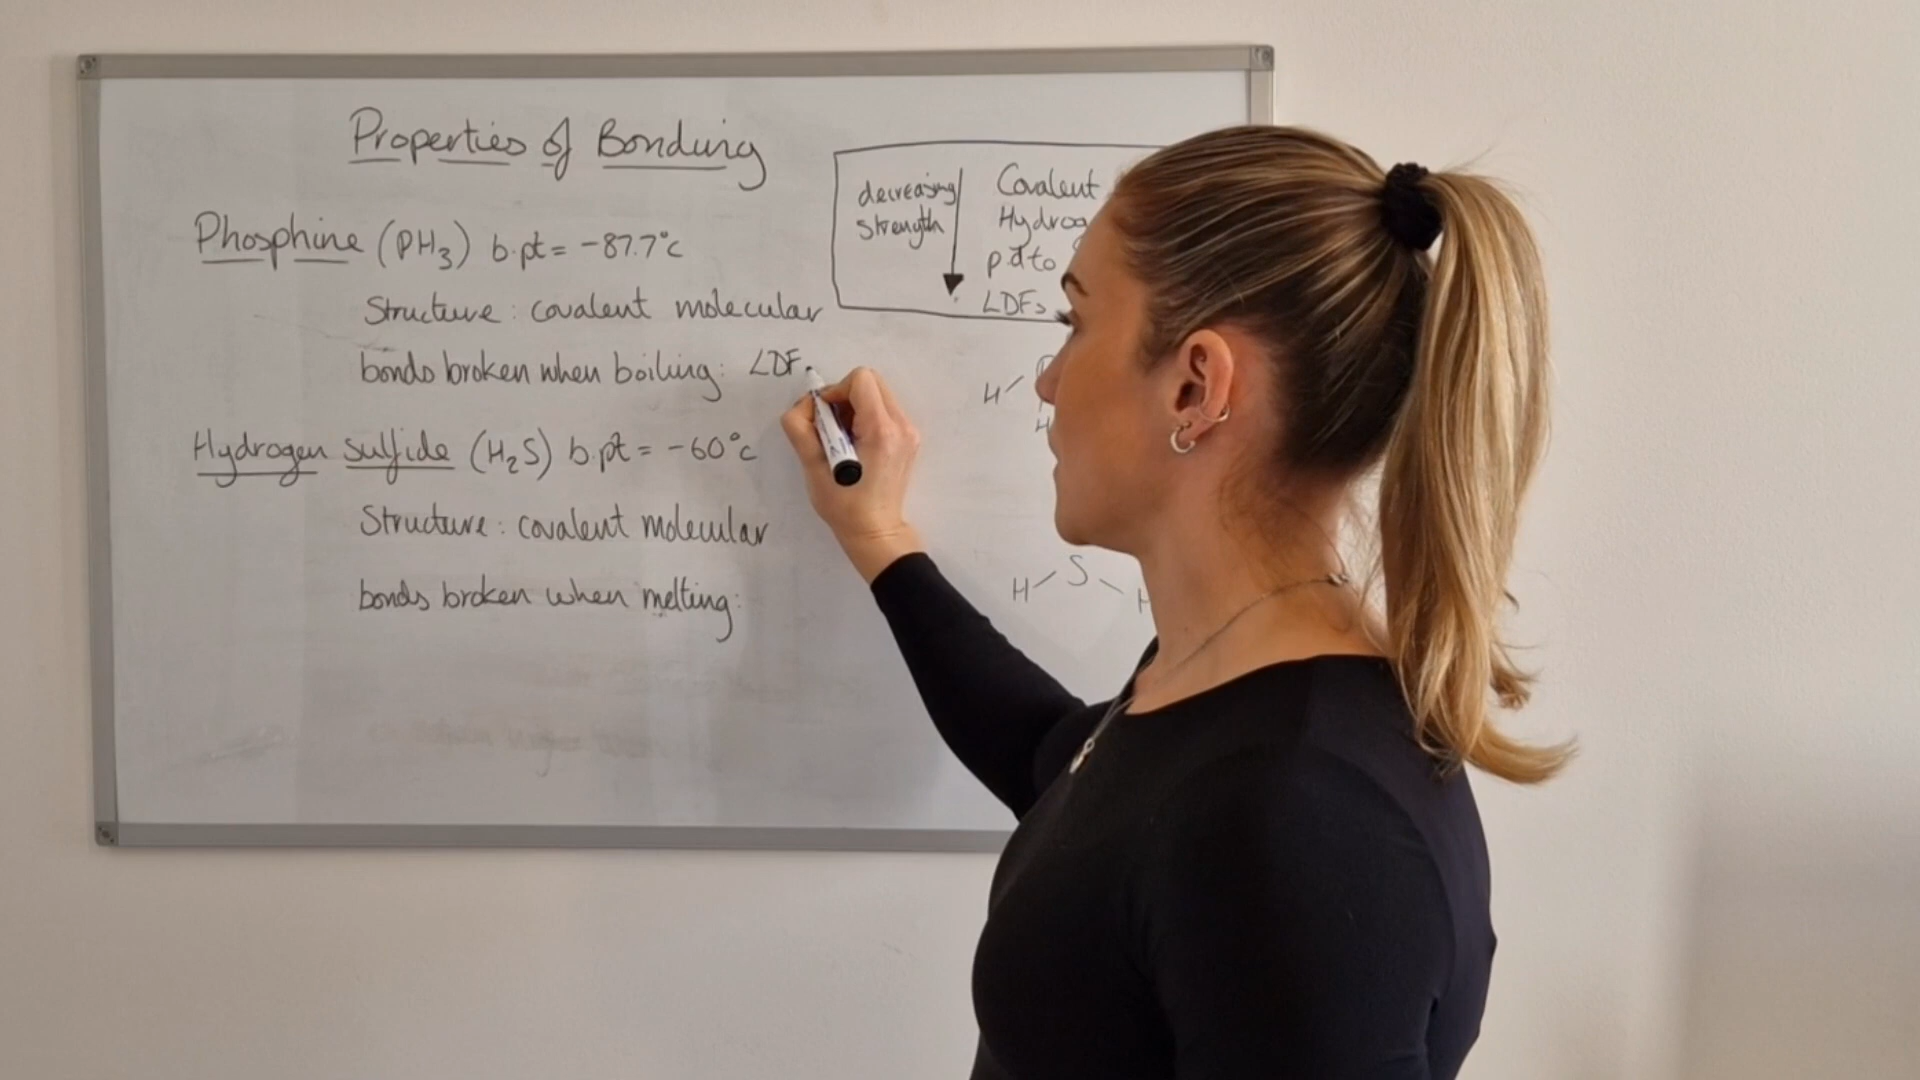 Properties of Bonding
decreasing strength
Covalent
p.d to
LDFs
Phosphine (PH3) b.pt = -87.7°c
Structure: covalent molecular
bonds broken when boiling: LDF
H
H
Hydrogen sulfide (H2S) b.pt = -60°c
Structure: covalent molecular
H S H
bonds broken when melting: